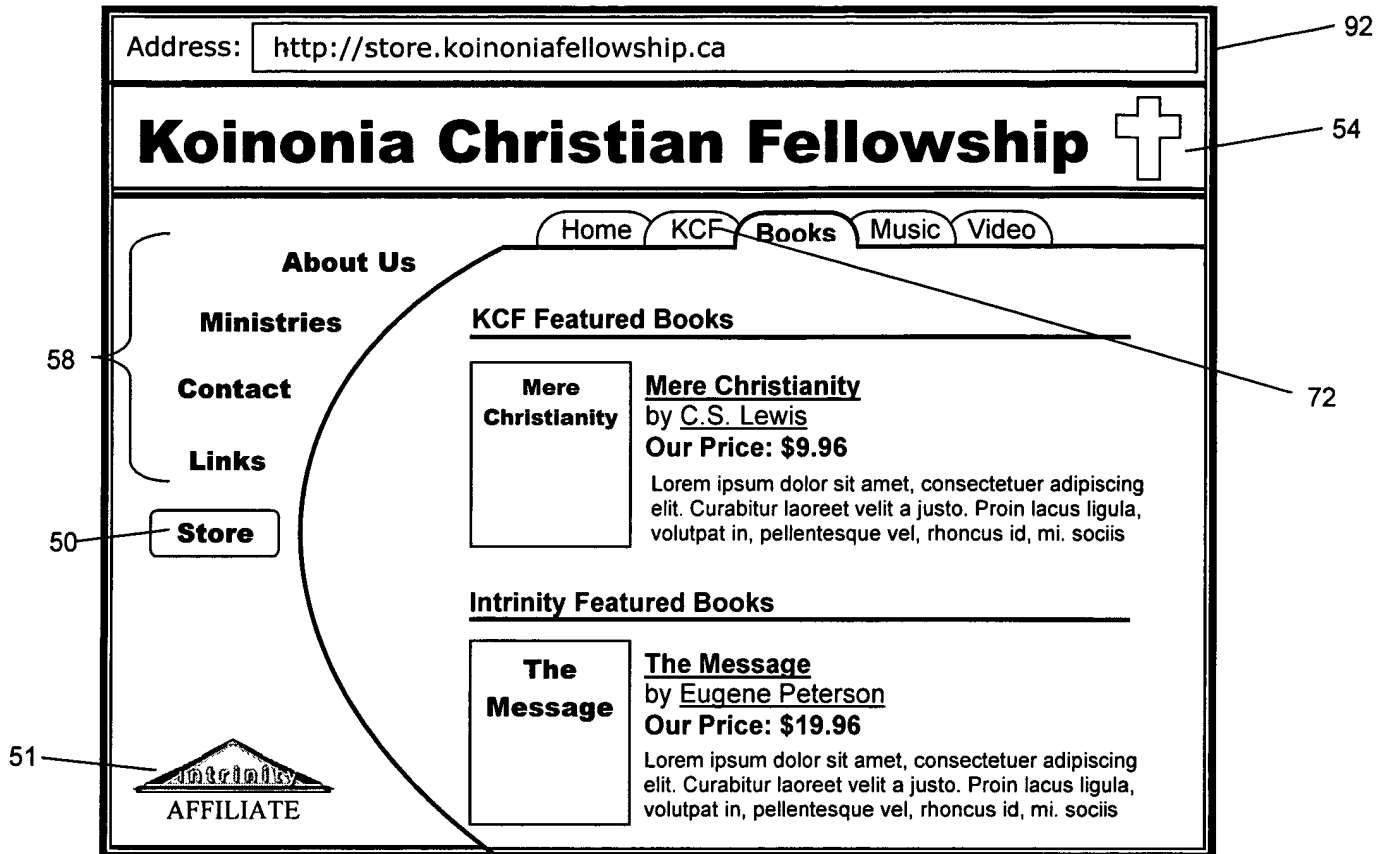 Address: http://store.koinoniafellowship.ca
92
Koinonia Christian Fellowship
54
Home KCF Books Music Video
About Us
Ministries
Contact
Links
58
Store
50
KCF Featured Books
72
Mere
Christianity
Mere Christianity
by C.S. Lewis
Our Price: $9.96
Lorem ipsum dolor sit amet, consectetuer adipiscing
elit. Curabitur laoreet velit a justo. Proin lacus ligula,
volutpat in, pellentesque vel, rhoncus id, mi. sociis
Intrinity Featured Books
The
Message
The Message
by Eugene Peterson
Our Price: $19.96
Lorem ipsum dolor sit amet, consectetuer adipiscing
elit. Curabitur laoreet velit a justo. Proin lacus ligula,
volutpat in, pellentesque vel, rhoncus id, mi. sociis
51
Intrinity
AFFILIATE